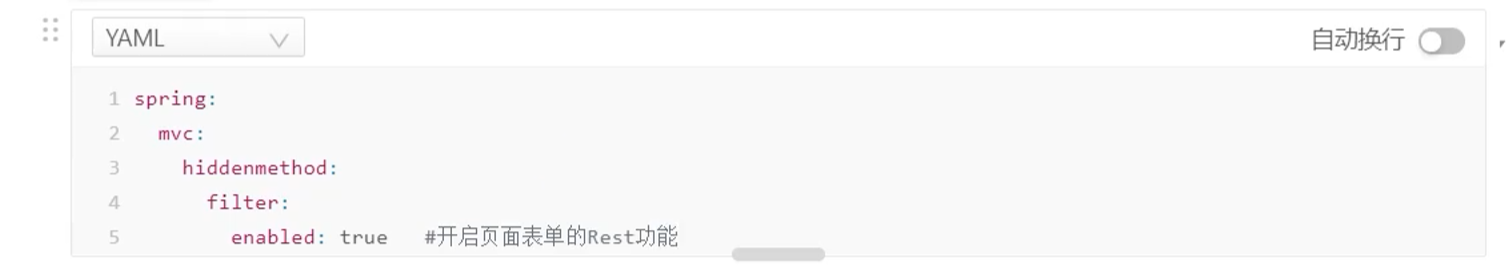 YAML
自动换行
1 spring:
2   mvc:
3     hiddenmethod:
4       filter:
5         enabled: true   #开启页面表单的Rest功能